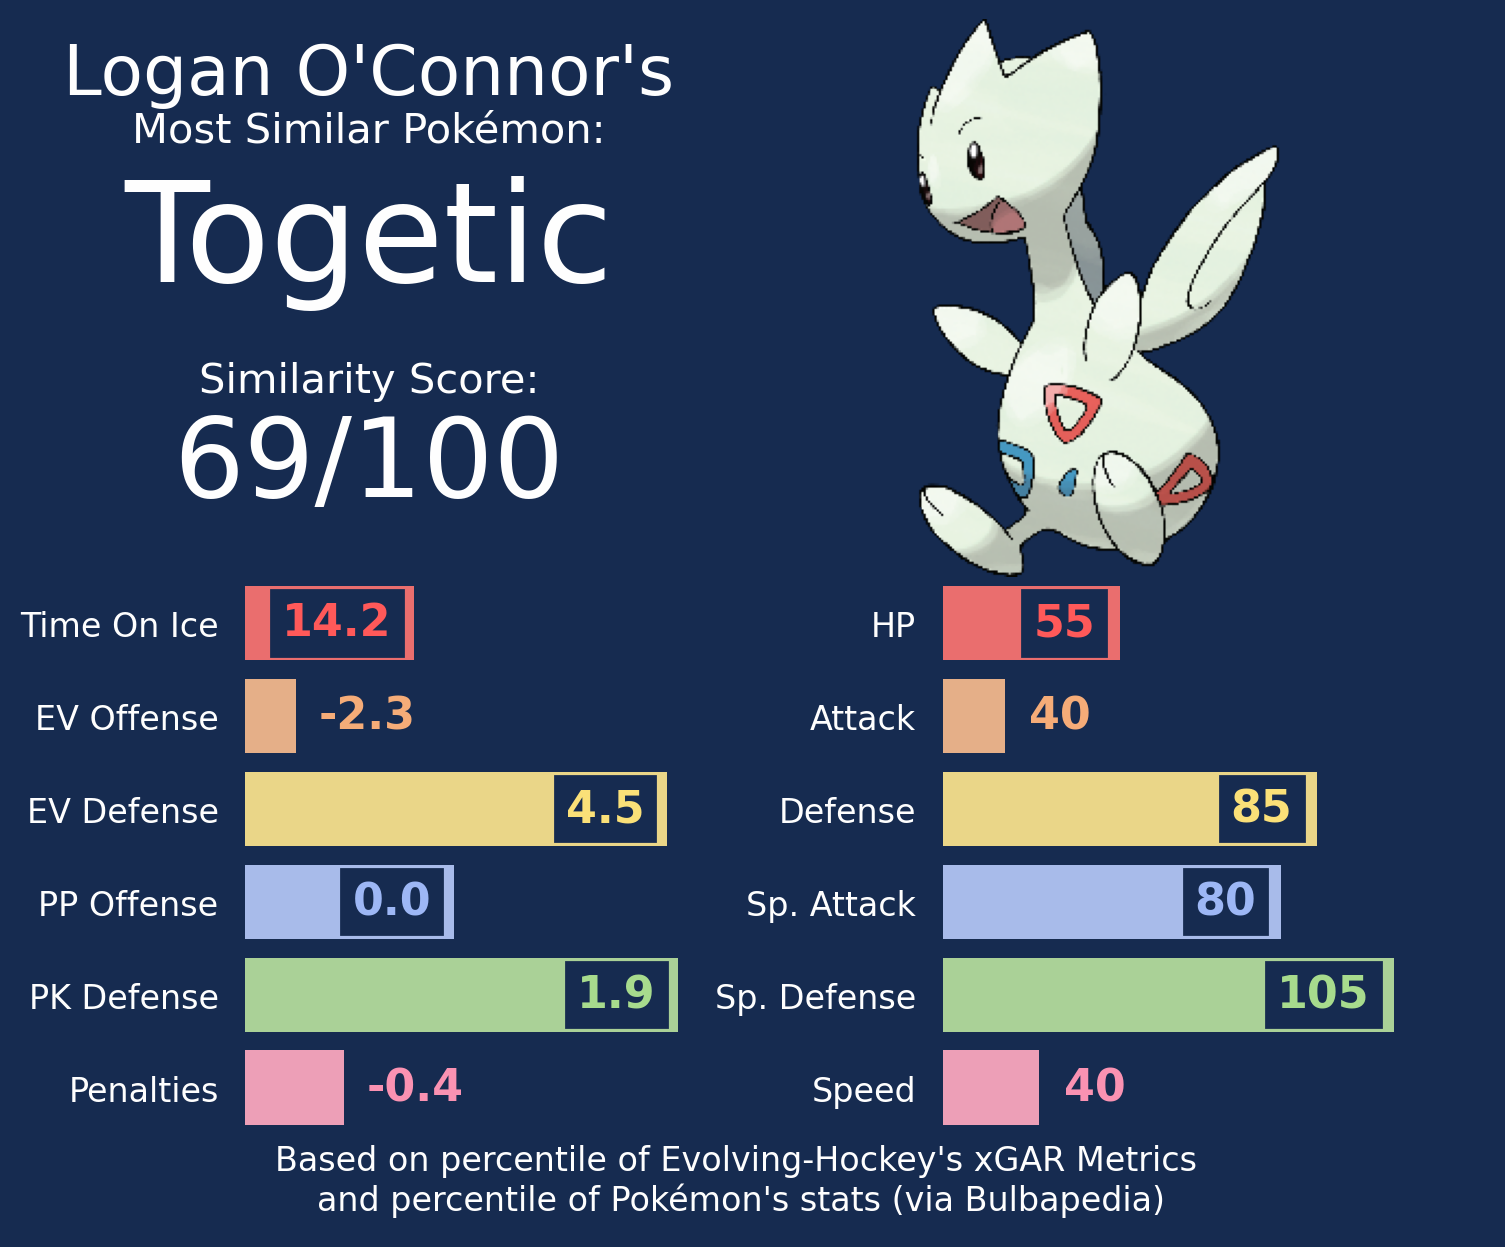 Logan O'Connor's
Most Similar Pokémon:
Togetic
Similarity Score:
69/100
Time On Ice 14.2
EV Offense -2.3
EV Defense 4.5
PP Offense 0.0
PK Defense 1.9
Penalties -0.4
HP 55
Attack 40
Defense 85
Sp. Attack 80
Sp. Defense 105
Speed 40
Based on percentile of Evolving-Hockey's xGAR Metrics
and percentile of Pokémon's stats (via Bulbapedia)